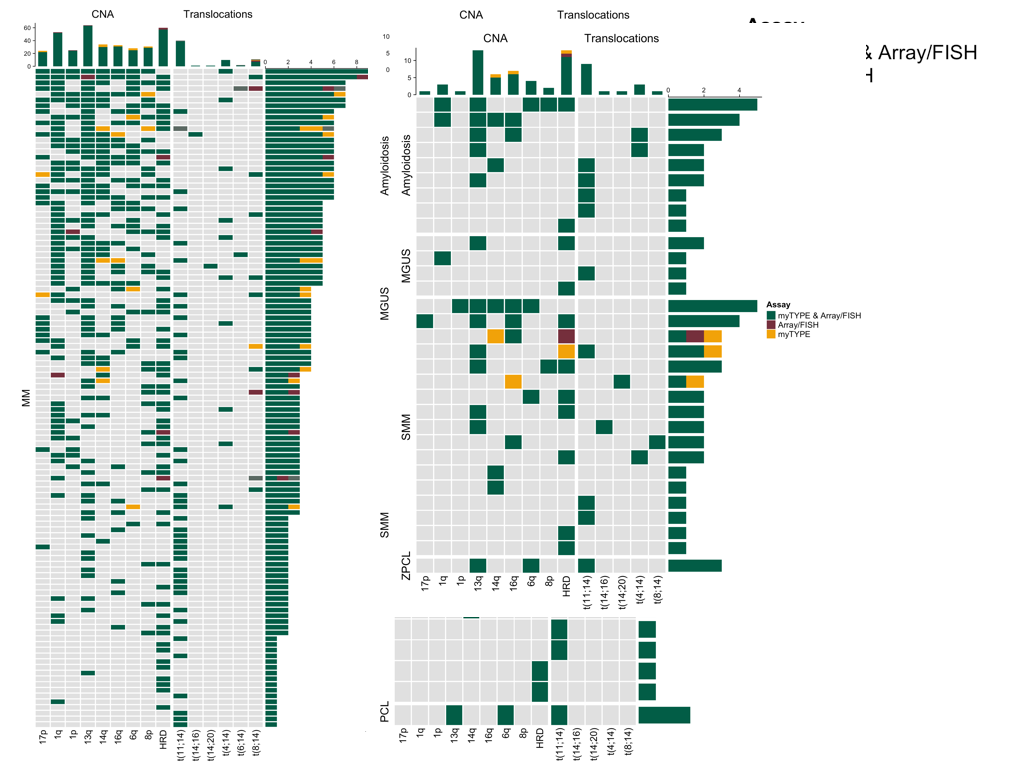 CNA
Translocations
60
40
20
0
0
2
4
6
8
MM
17p
1q
1p
13q
14q
16q
6q
8p
HRD
t(11;14)
t(14;16)
t(14;20)
t(4:14)
t(6;14)
t(8;14)
CNA
Translocations
CNA
Translocations
10
0
15
10
5
0
0
2
4
Amyloidosis
Amyloidosis
MGUS
MGUS
SMM
SMM
ZPCL
17p
1q
1p
13q
14q
16q
6q
8p
HRD
t(11;14)
t(14;16)
t(14;20)
t(4;14)
t(8;14)
PCL
17p
1q
1p
13q
14q
16q
6q
8p
HRD
t(11;14)
t(14;16)
t(14;20)
t(4;14)
t(8;14)
Assay
myTYPE & Array/FISH
Array/FISH
myTYPE
& Array/FISH
H